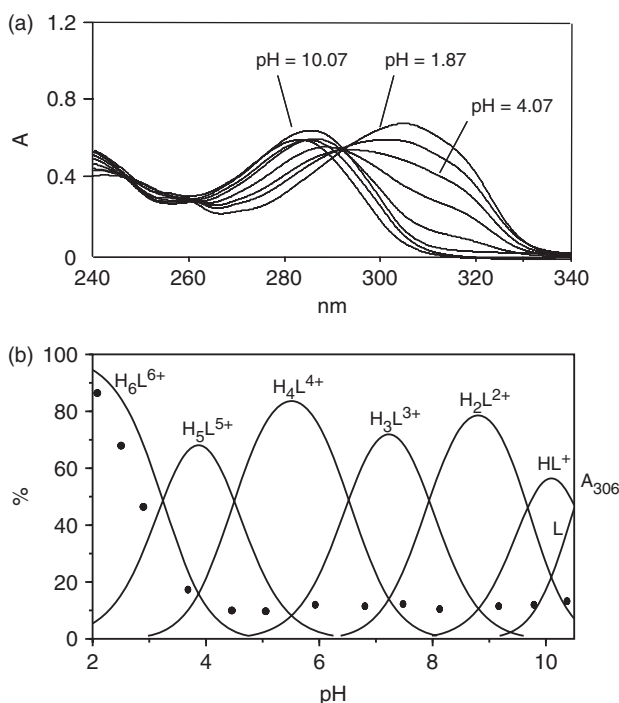 (a)
1.2
0.8
0.4
0
A
pH = 10.07
pH = 1.87
pH = 4.07
240 260 280 300 320 340
nm
(b)
100
80
60
40
20
0
%
H₆L⁶⁺
H₅L⁵⁺
H₄L⁴⁺
H₃L³⁺
H₂L²⁺
HL⁺
L
A₃₀₆
2 4 6 8 10
pH